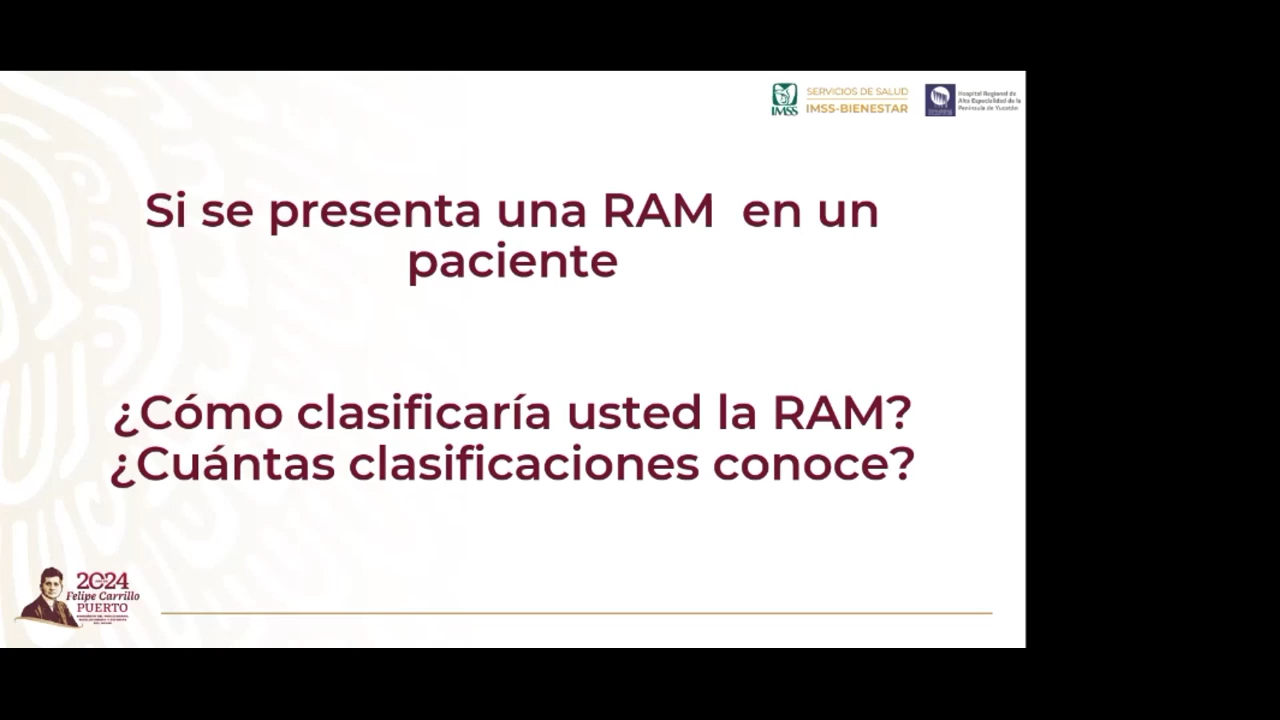 IMSS
SERVICIOS DE SALUD
IMSS-BIENESTAR
Hospital Regional de
Alta Especialidad de la
Península de Yucatán
Si se presenta una RAM en un
paciente
¿Cómo clasificaría usted la RAM?
¿Cuántas clasificaciones conoce?
2024
Felipe Carrillo
PUERTO